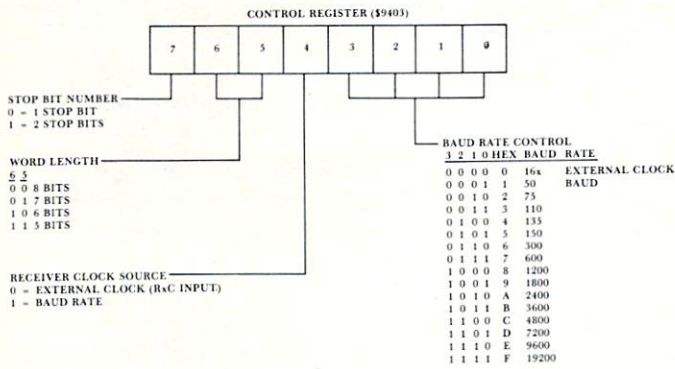 CONTROL REGISTER ($9403)
7 6 5 4 3 2 1 0
STOP BIT NUMBER
0 - 1 STOP BIT
1 - 2 STOP BITS
WORD LENGTH
6 5
0 0 8 BITS
0 1 7 BITS
1 0 6 BITS
1 1 5 BITS
RECEIVER CLOCK SOURCE
0 - EXTERNAL CLOCK (RxC INPUT)
1 - BAUD RATE
BAUD RATE CONTROL
3 2 1 0 HEX BAUD RATE
0 0 0 0 0 16x EXTERNAL CLOCK
0 0 0 1 1 50 BAUD
0 0 1 0 2 75
0 0 1 1 3 110
0 1 0 0 4 135
0 1 0 1 5 150
0 1 1 0 6 300
0 1 1 1 7 600
1 0 0 0 8 1200
1 0 0 1 9 1800
1 0 1 0 A 2400
1 0 1 1 B 3600
1 1 0 0 C 4800
1 1 0 1 D 7200
1 1 1 0 E 9600
1 1 1 1 F 19200